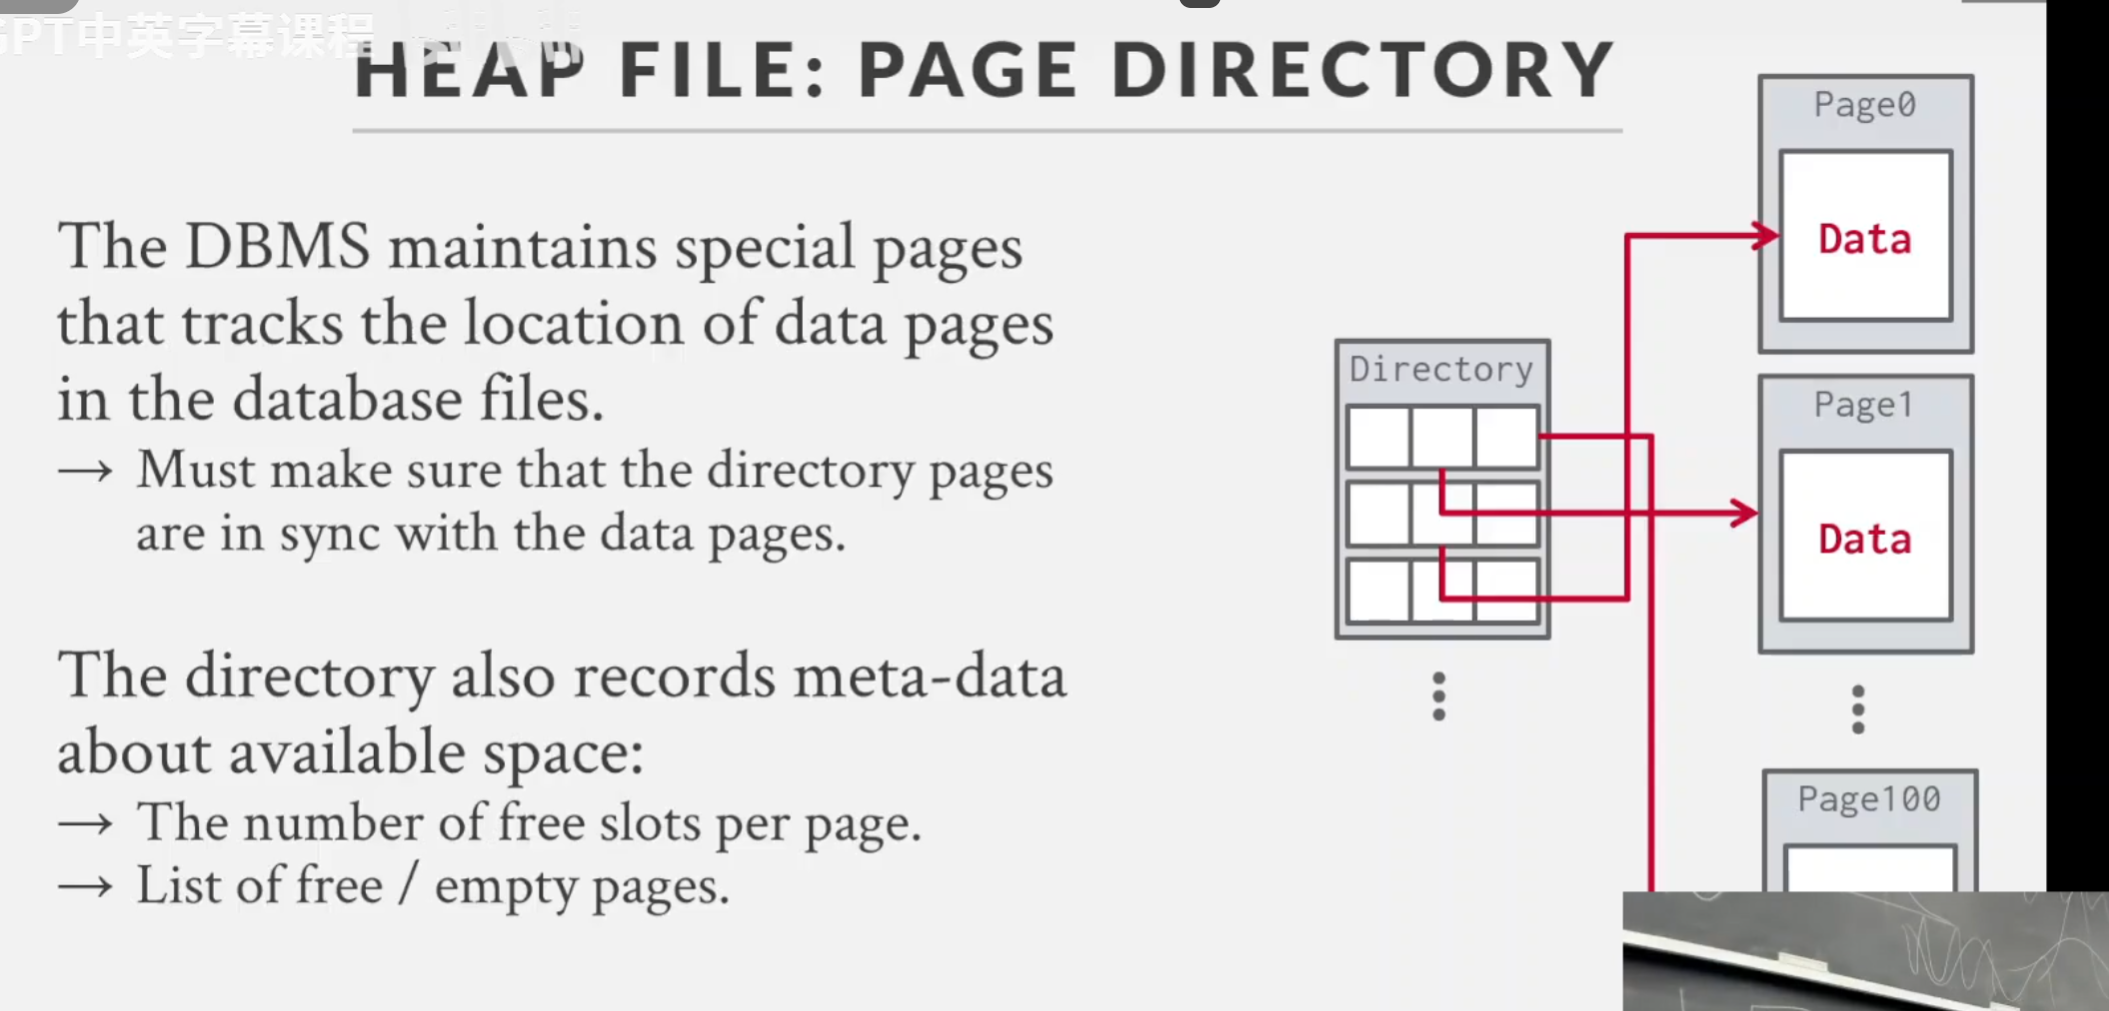 GPT中英字幕课程
HEAP FILE: PAGE DIRECTORY
The DBMS maintains special pages
that tracks the location of data pages
in the database files.
→ Must make sure that the directory pages
are in sync with the data pages.
The directory also records meta-data
about available space:
→ The number of free slots per page.
→ List of free / empty pages.
Directory
Page0
Data
Page1
Data
Page100